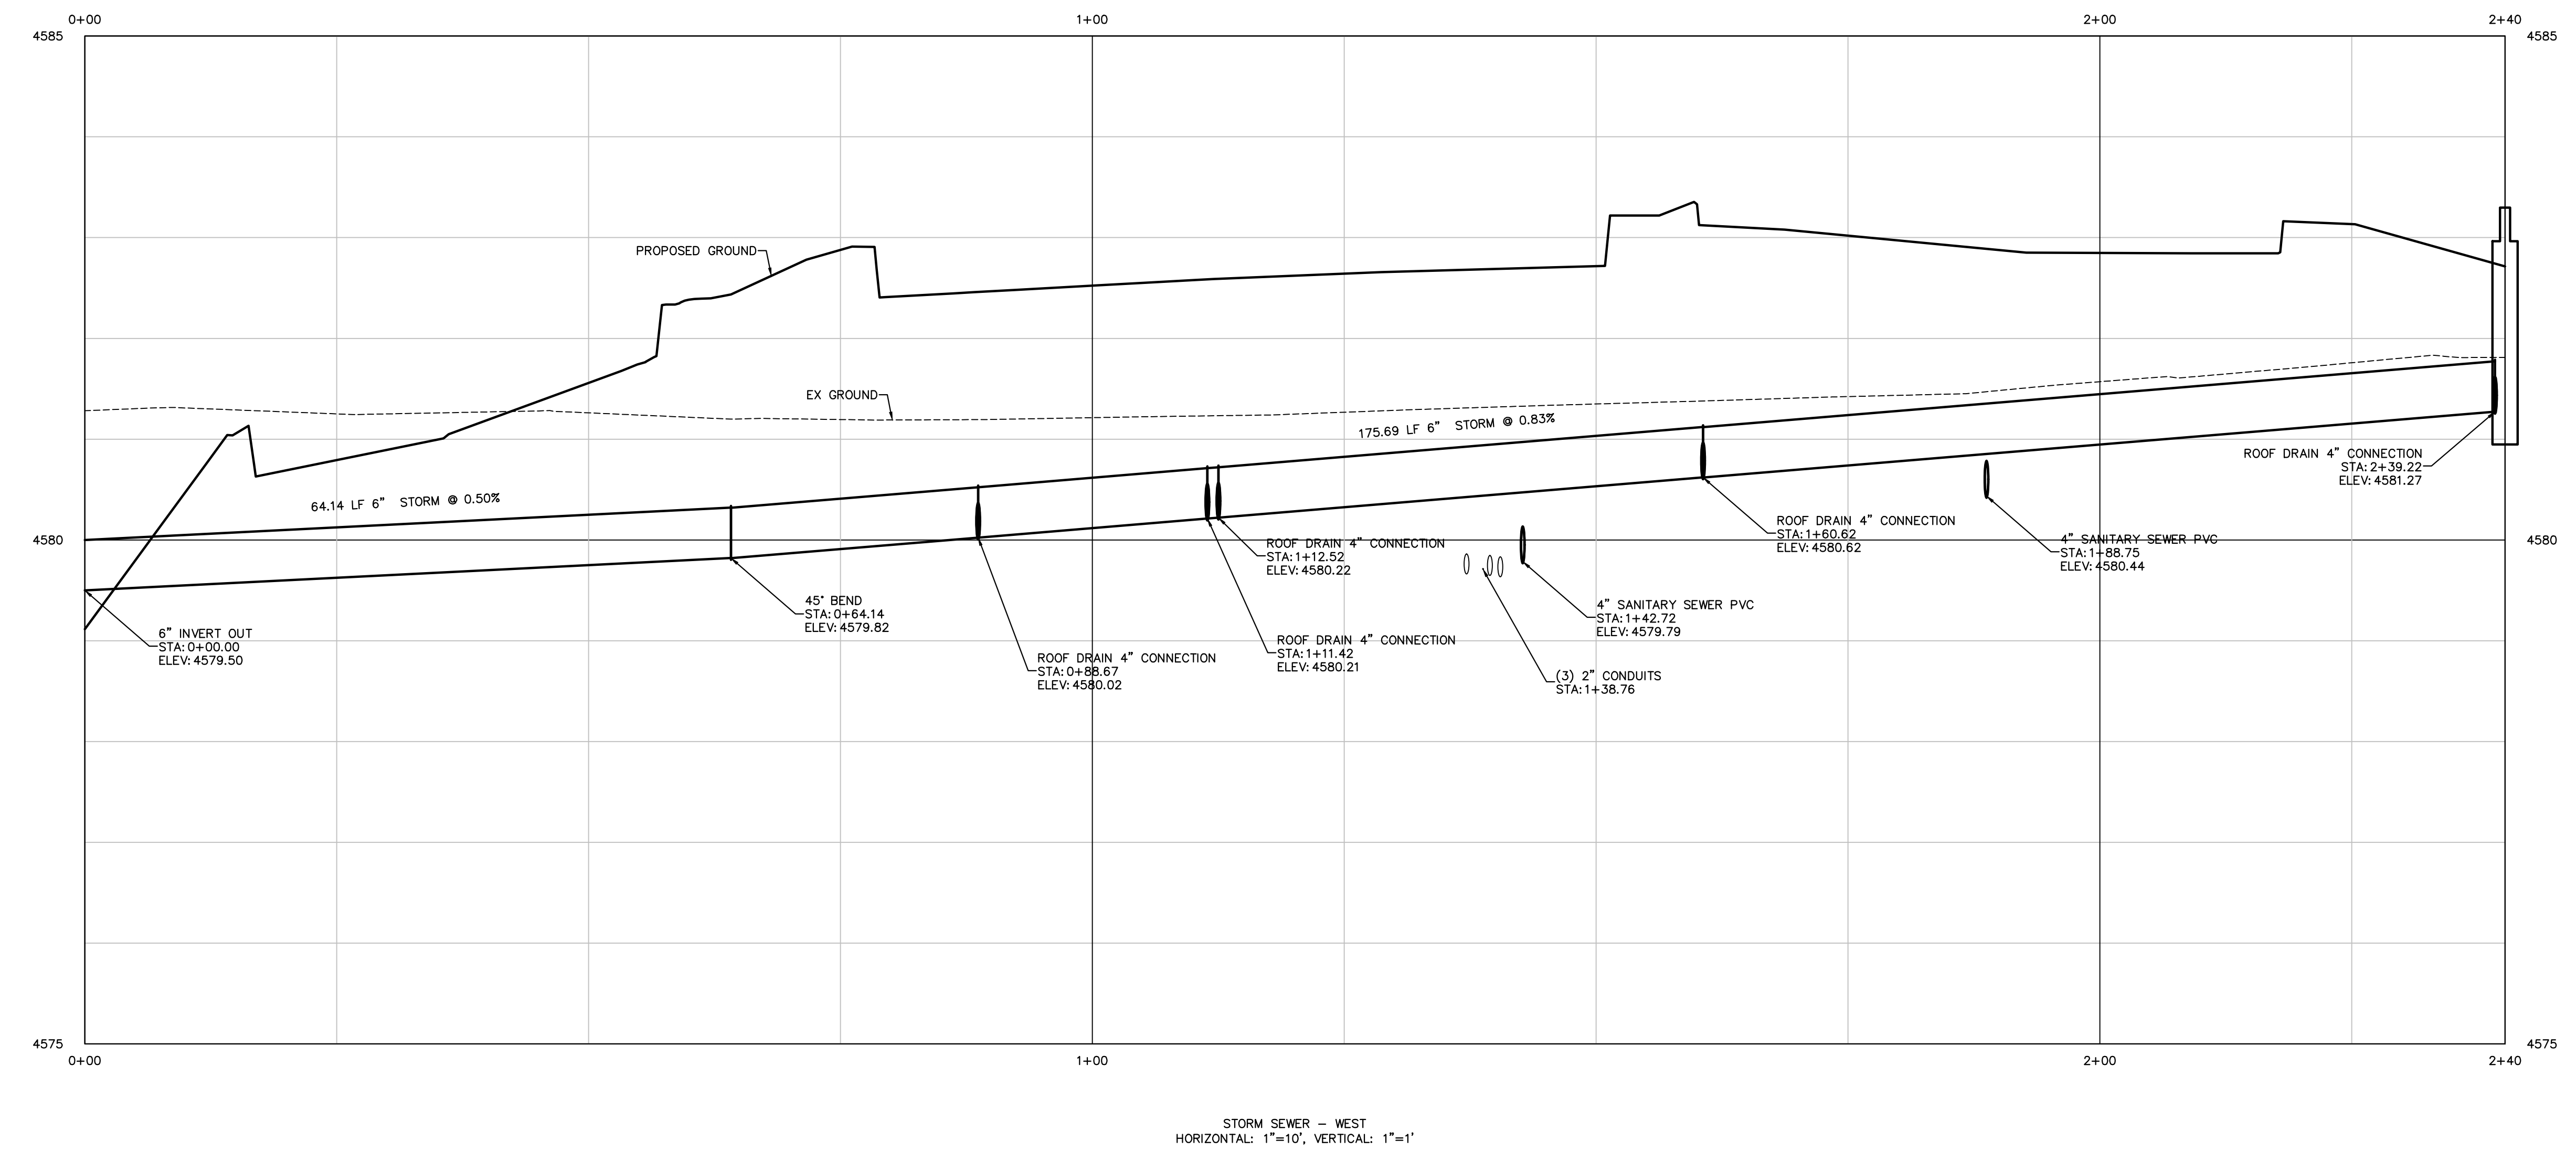 0+00 1+00 2+00 2+40
4585 4585
PROPOSED GROUND
EX GROUND
175.69 LF 6" STORM @ 0.83%
64.14 LF 6" STORM @ 0.50%
ROOF DRAIN 4" CONNECTION
STA: 2+39.22
ELEV: 4581.27
4580 4580
ROOF DRAIN 4" CONNECTION
STA: 1+60.62
ELEV: 4580.62
4" SANITARY SEWER PVC
STA: 1+88.75
ELEV: 4580.44
ROOF DRAIN 4" CONNECTION
STA: 1+12.52
ELEV: 4580.22
45° BEND
STA: 0+64.14
ELEV: 4579.82
4" SANITARY SEWER PVC
STA: 1+42.72
ELEV: 4579.79
6" INVERT OUT
STA: 0+00.00
ELEV: 4579.50
ROOF DRAIN 4" CONNECTION
STA: 1+11.42
ELEV: 4580.21
ROOF DRAIN 4" CONNECTION
STA: 0+88.67
ELEV: 4580.02
(3) 2" CONDUITS
STA: 1+38.76
4575 4575
0+00 1+00 2+00 2+40
STORM SEWER - WEST
HORIZONTAL: 1"=10', VERTICAL: 1"=1'